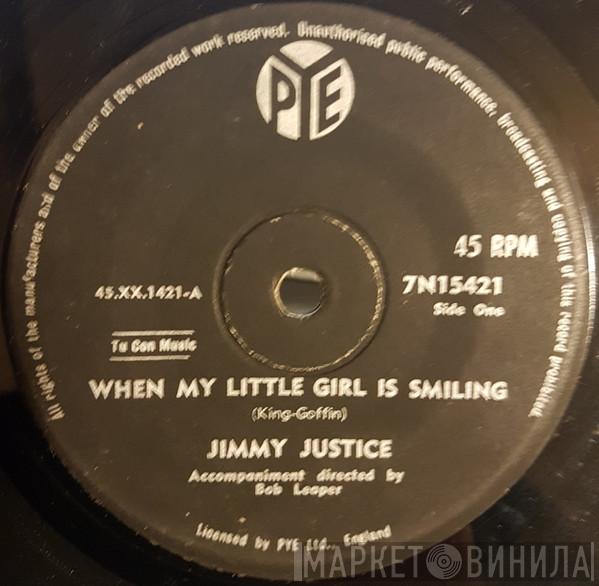 All rights of the manufacturers and of the owner of the recorded work reserved. Unauthorised public performance, broadcasting and copying of this record prohibited.
PYE
45 RPM
7N15421
Side One
45.XX.1421-A
Tu Con Music
WHEN MY LITTLE GIRL IS SMILING
(King-Goffin)
JIMMY JUSTICE
Accompaniment directed by
Bob Leaper
Licensed by PYE Ltd., England
МАРКЕТ ВИНИЛА